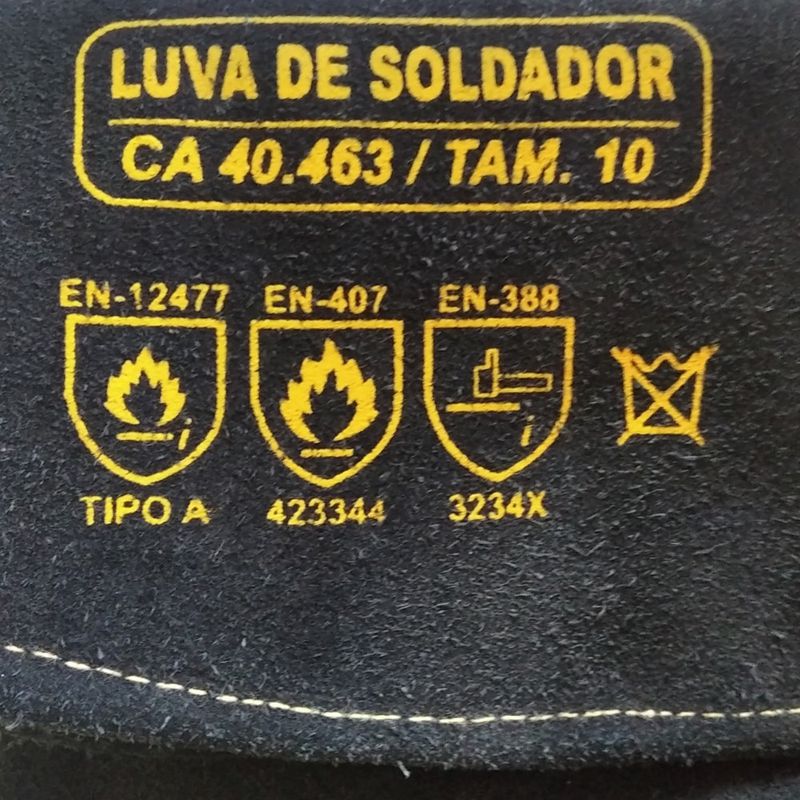 LUVA DE SOLDADOR
CA 40.463 / TAM. 10
EN-12477 EN-407 EN-388
i i
TIPO A 423344 3234X